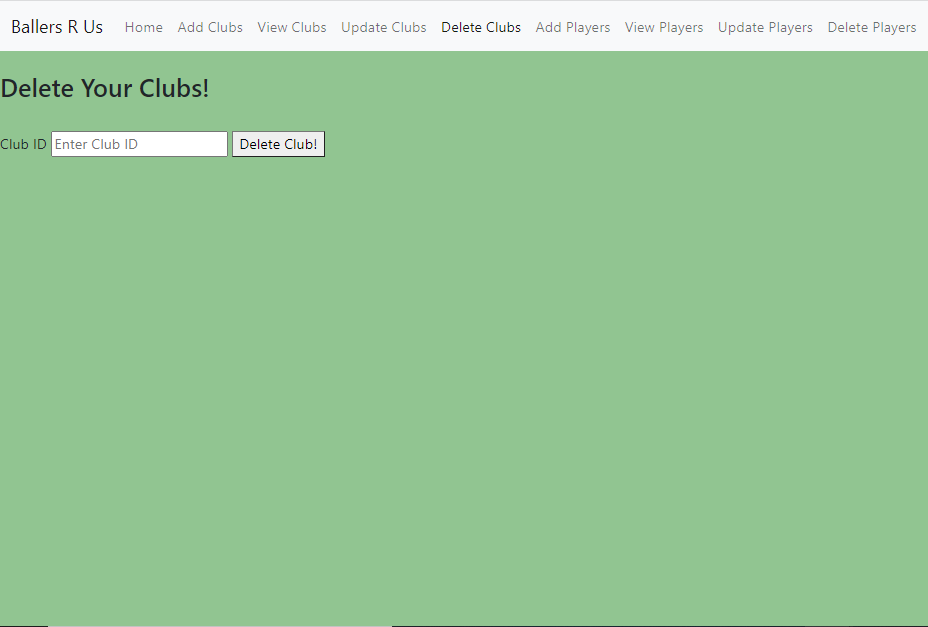 Ballers R Us Home Add Clubs View Clubs Update Clubs Delete Clubs Add Players View Players Update Players Delete Players
Delete Your Clubs!
Club ID Enter Club ID Delete Club!